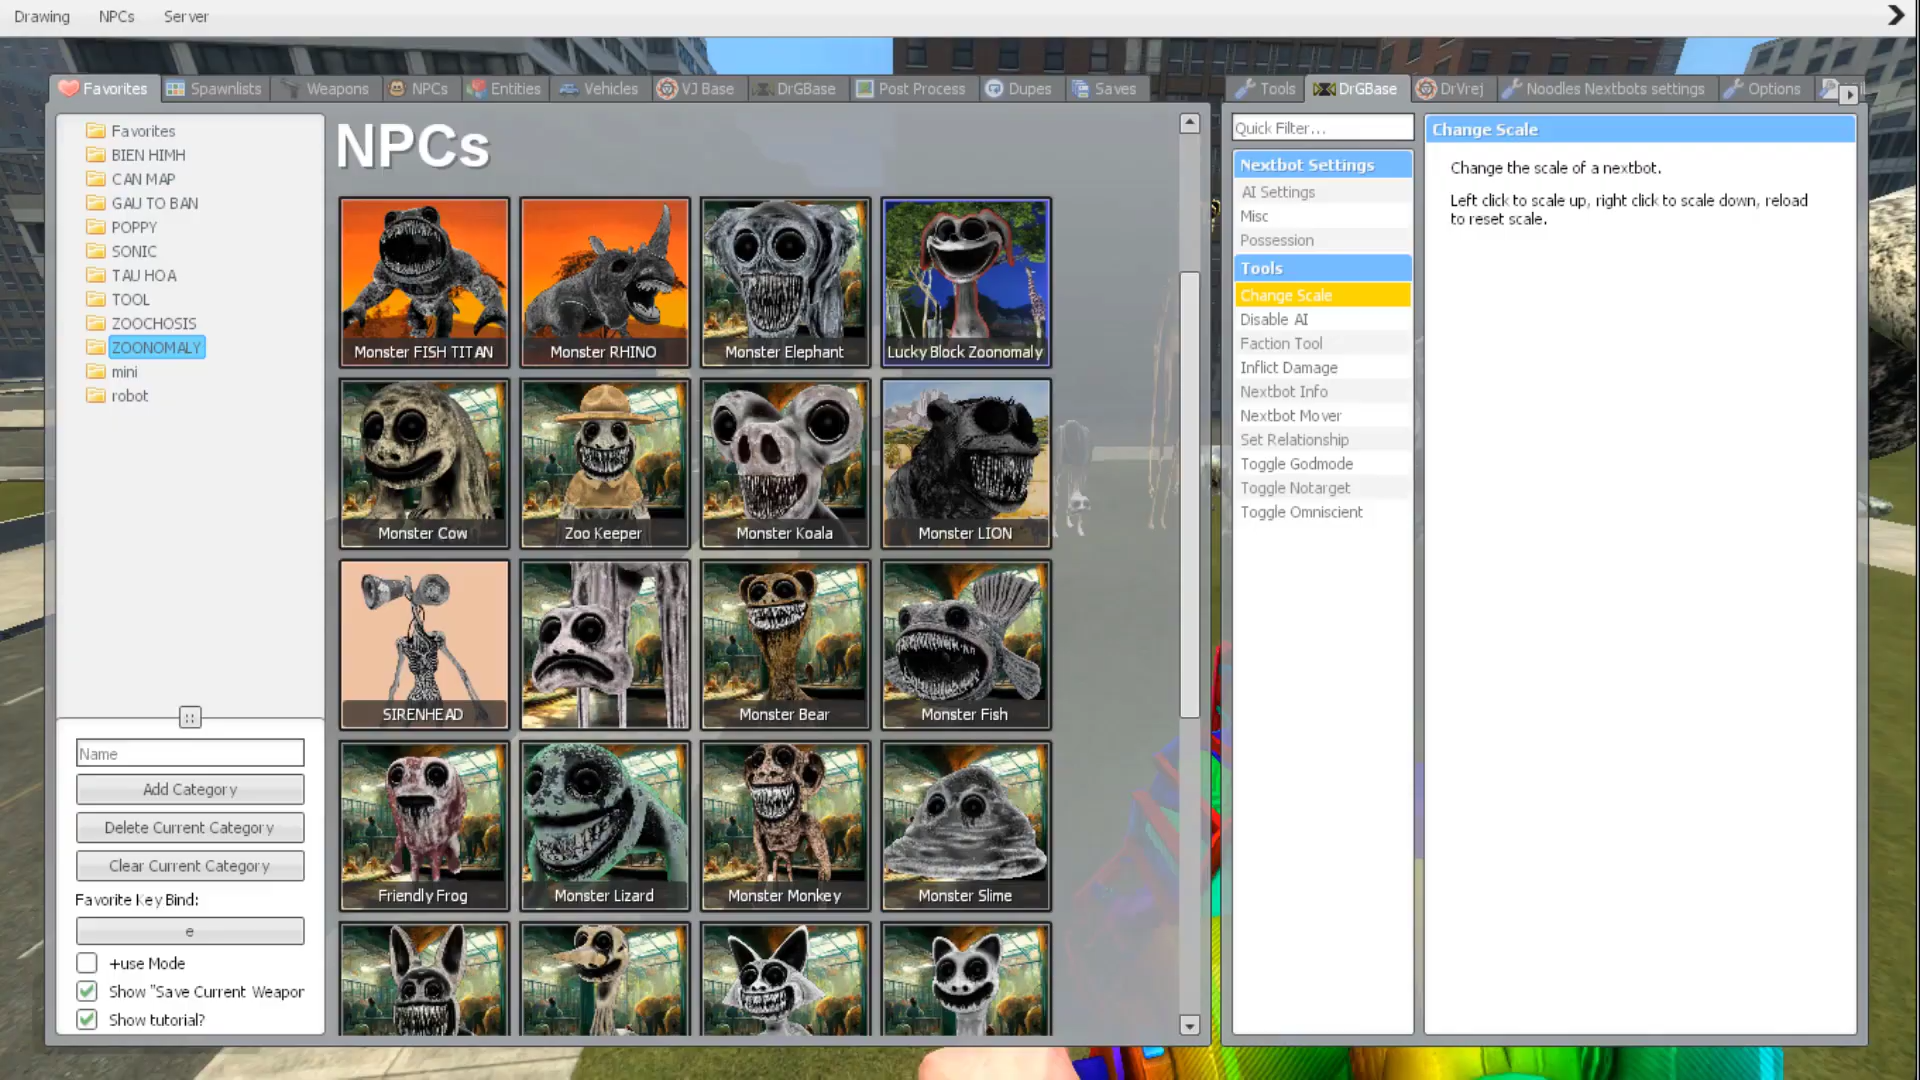 Drawing NPCs Server
Favorites Spawnlists Weapons NPCs Entities Vehicles VJ Base DrGBase Post Process Dupes Saves
Tools DrGBase DrVrej Noodles Nextbots settings Options
Favorites
BIEN HIMH
CAN MAP
GAU TO BAN
POPPY
SONIC
TAU HOA
TOOL
ZOOCHOSIS
ZOONOMALY
mini
robot
Name
Add Category
Delete Current Category
Clear Current Category
Favorite Key Bind:
e
+use Mode
Show "Save Current Weapor
Show tutorial?
NPCs
Monster FISH TITAN
Monster RHINO
Monster Elephant
Lucky Block Zoonomaly
Monster Cow
Zoo Keeper
Monster Koala
Monster LION
SIRENHEAD
Monster Bear
Monster Fish
Friendly Frog
Monster Lizard
Monster Monkey
Monster Slime
Quick Filter...
Nextbot Settings
AI Settings
Misc
Possession
Tools
Change Scale
Disable AI
Faction Tool
Inflict Damage
Nextbot Info
Nextbot Mover
Set Relationship
Toggle Godmode
Toggle Notarget
Toggle Omniscient
Change Scale
Change the scale of a nextbot.
Left click to scale up, right click to scale down, reload
to reset scale.